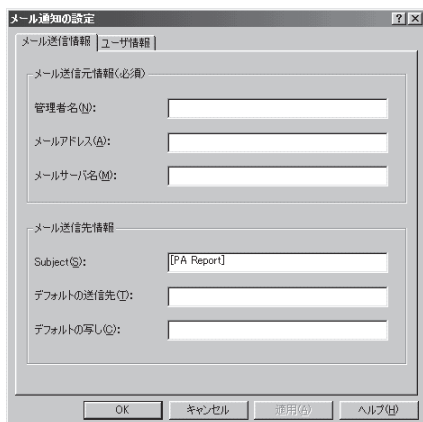 メール通知の設定
メール送信情報 ユーザ情報
メール送信元情報(必須)
管理者名(N):
メールアドレス(A):
メールサーバ名(M):
メール送信先情報
Subject(S): [PA Report]
デフォルトの送信先(T):
デフォルトの写し(C):
OK キャンセル 適用(A) ヘルプ(H)